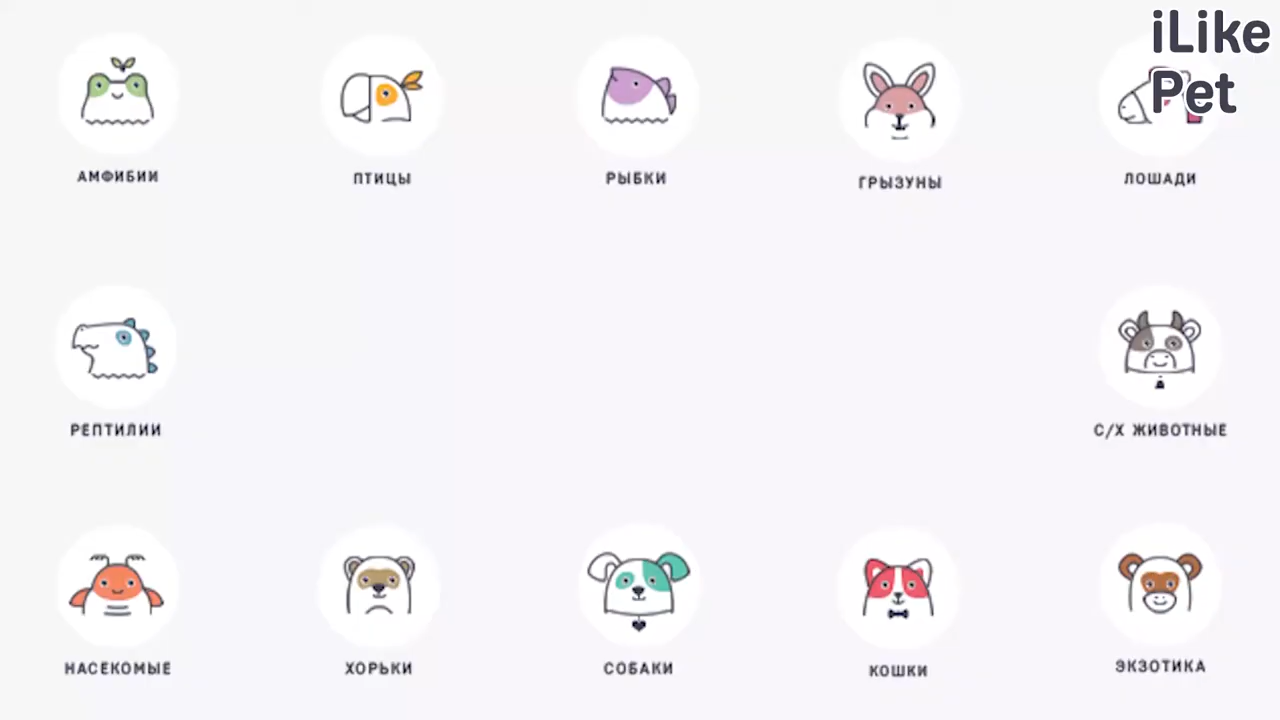 iLike
Pet
АМФИБИИ
ПТИЦЫ
РЫБКИ
ГРЫЗУНЫ
ЛОШАДИ
РЕПТИЛИИ
С/Х ЖИВОТНЫЕ
НАСЕКОМЫЕ
ХОРЬКИ
СОБАКИ
КОШКИ
ЭКЗОТИКА